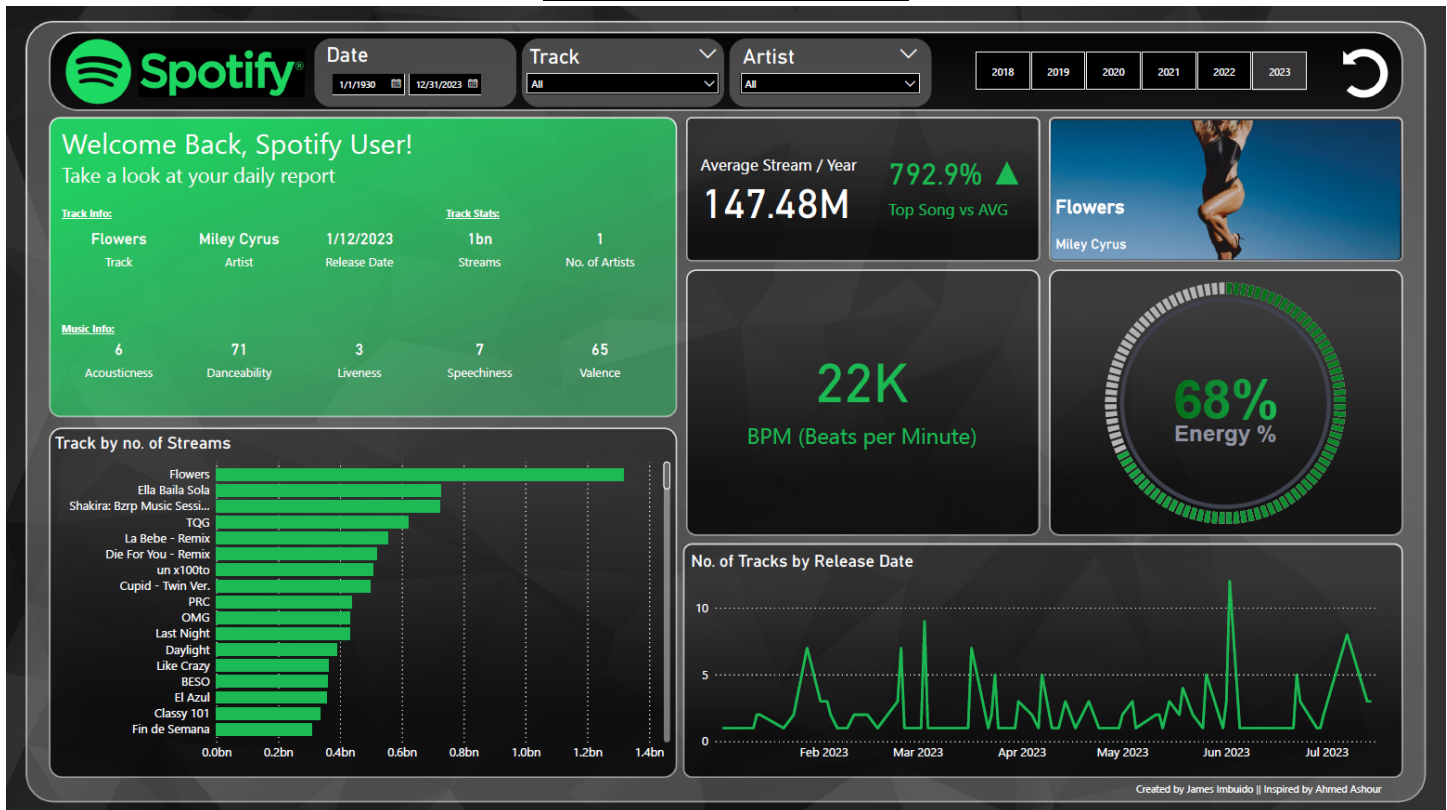 Spotify®
Date
1/1/1930
12/31/2023
Track
All
Artist
All
2018 2019 2020 2021 2022 2023
Welcome Back, Spotify User!
Take a look at your daily report
Track Info:
Track Stats:
Flowers Miley Cyrus 1/12/2023 1bn 1
Track Artist Release Date Streams No. of Artists
Music Info:
6 71 3 7 65
Acousticness Danceability Liveness Speechiness Valence
Average Stream / Year
147.48M
792.9% ▲
Top Song vs AVG
Flowers
Miley Cyrus
22K
BPM (Beats per Minute)
68%
Energy %
Track by no. of Streams
Flowers
Ella Baila Sola
Shakira: Bzrp Music Sessi...
TQG
La Bebe - Remix
Die For You - Remix
un x100to
Cupid - Twin Ver.
PRC
OMG
Last Night
Daylight
Like Crazy
BESO
El Azul
Classy 101
Fin de Semana
0.0bn 0.2bn 0.4bn 0.6bn 0.8bn 1.0bn 1.2bn 1.4bn
No. of Tracks by Release Date
10
5
0
Feb 2023 Mar 2023 Apr 2023 May 2023 Jun 2023 Jul 2023
Created by James Imbuido || Inspired by Ahmed Ashour